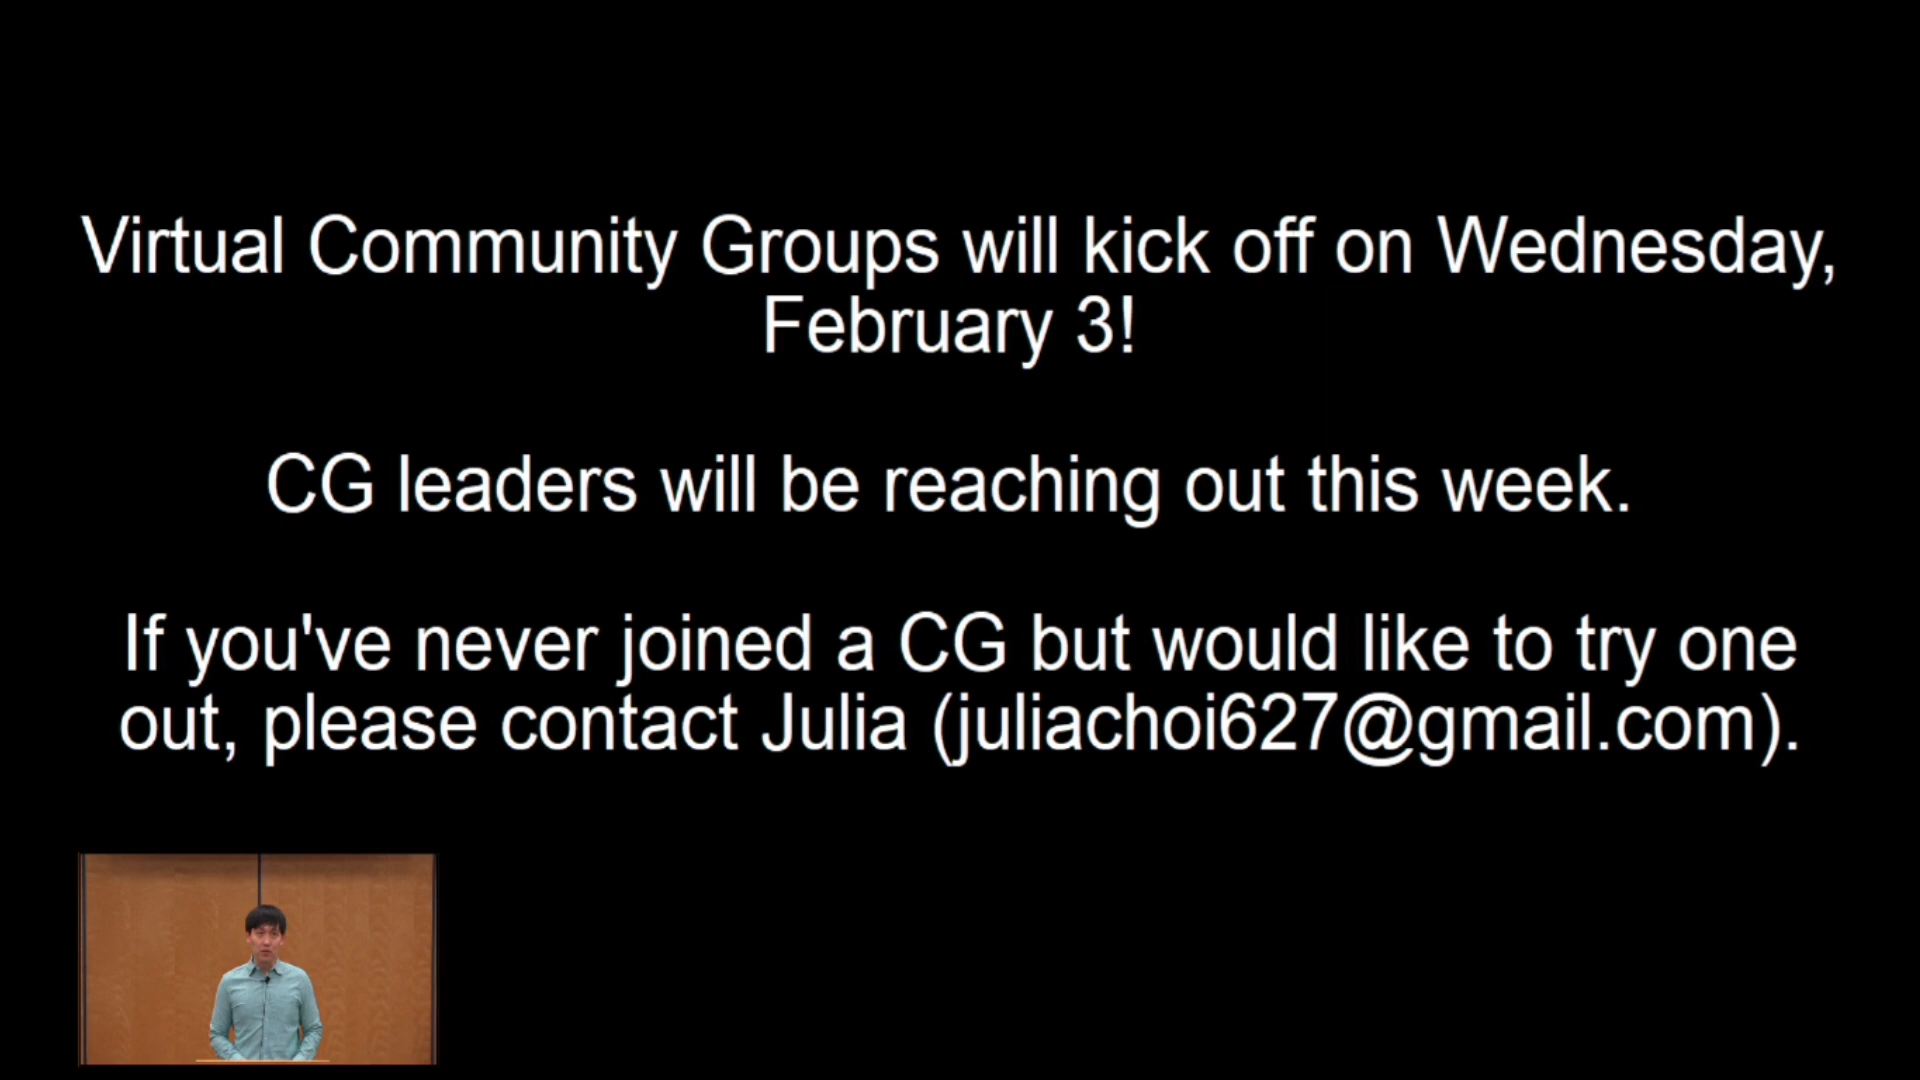 Virtual Community Groups will kick off on Wednesday,
February 3!
CG leaders will be reaching out this week.
If you've never joined a CG but would like to try one
out, please contact Julia (juliachoi627@gmail.com).